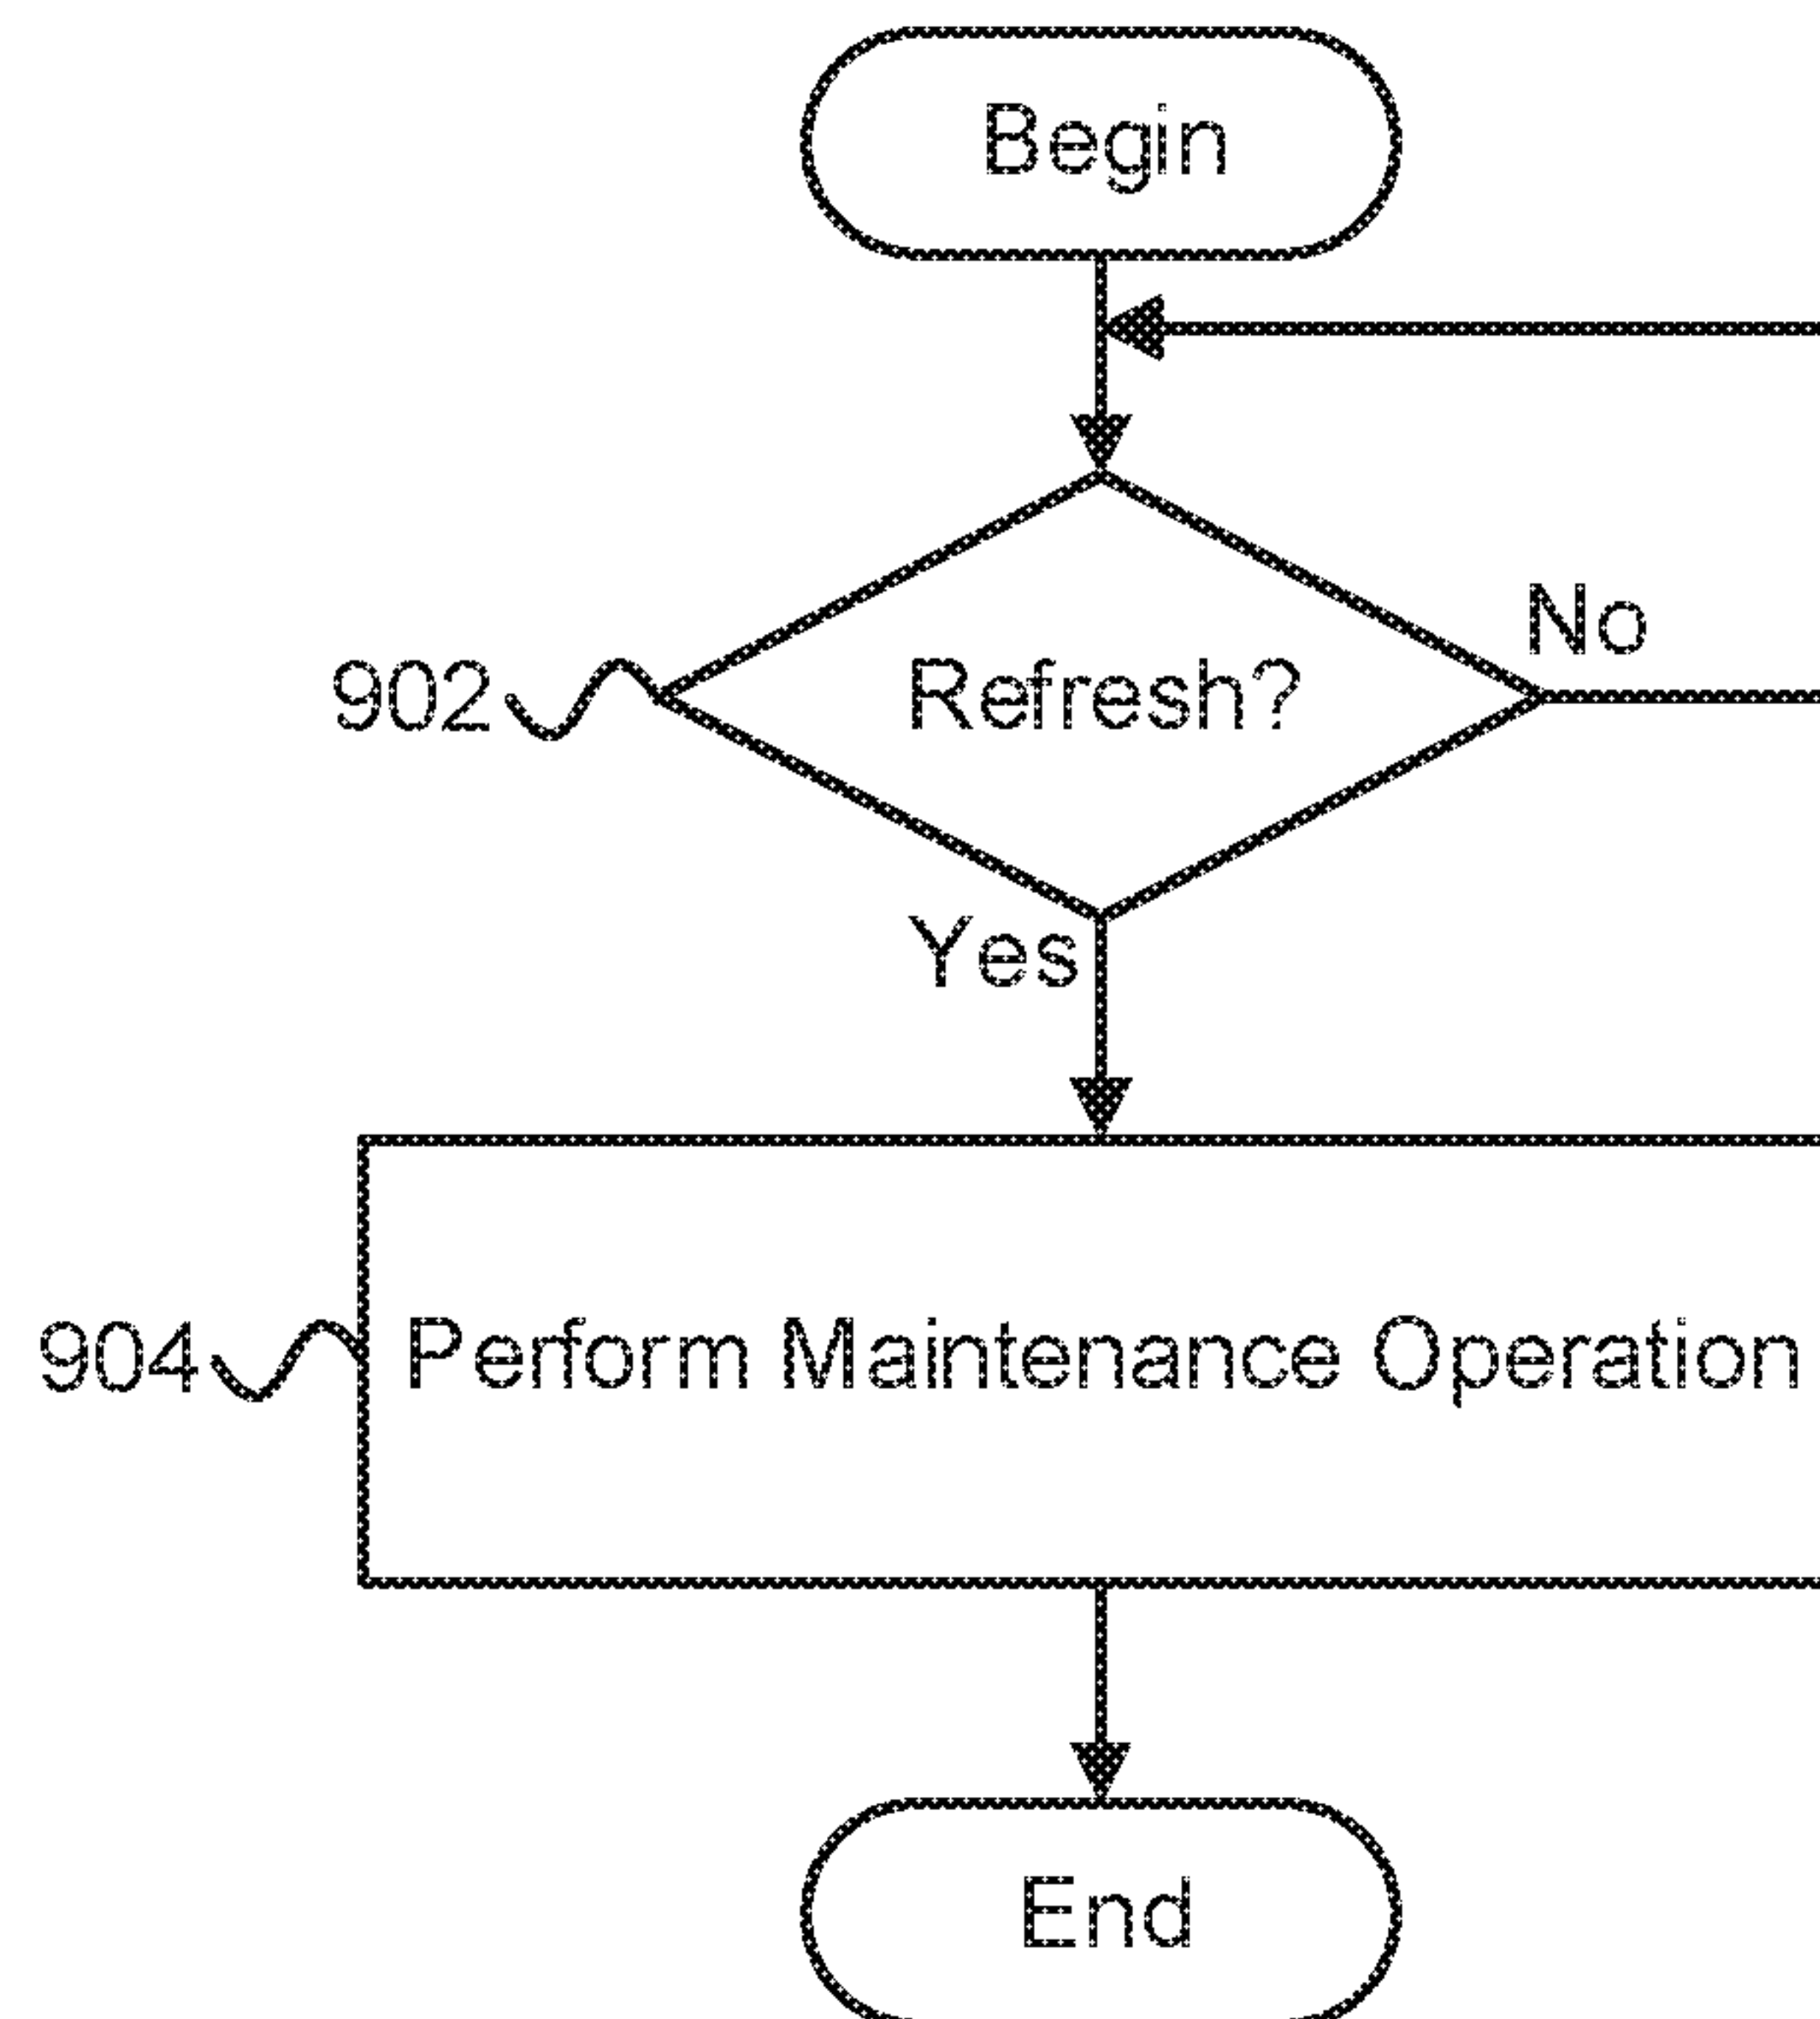 Begin
No
902
Refresh?
Yes
904
Perform Maintenance Operation
End